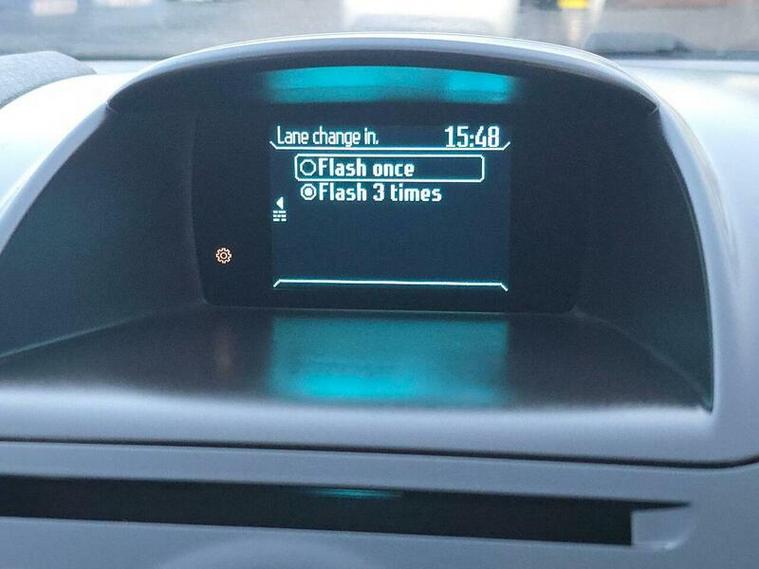 Lane change in. 15:48
Flash once
Flash 3 times